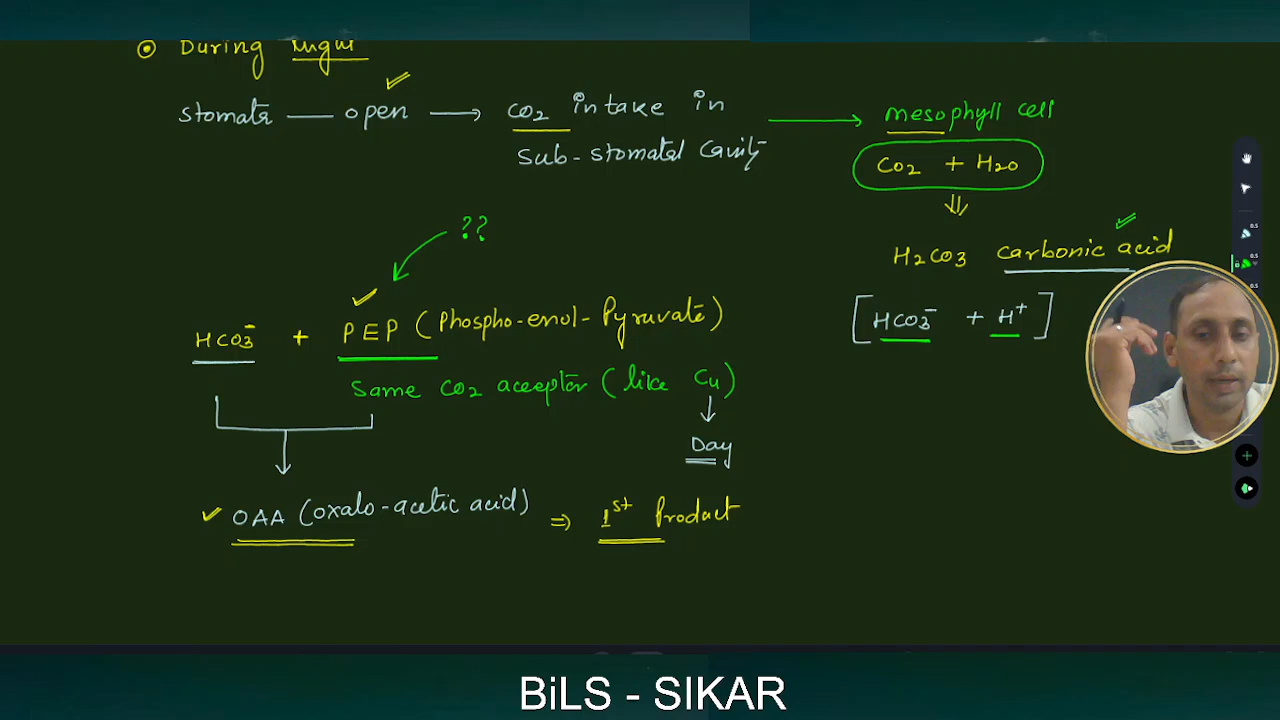 During Night
stomata — open → CO2 intake in
sub-stomatal cavity
→ mesophyll cell
CO2 + H2O
H2CO3 carbonic acid
[HCO3⁻ + H⁺]
??
HCO3⁻ + PEP (Phospho-enol-Pyruvate)
Same CO2 aceeptor (like C4)
Day
OAA (oxalo-acetic acid) ⇒ 1st Product
BiLS - SIKAR